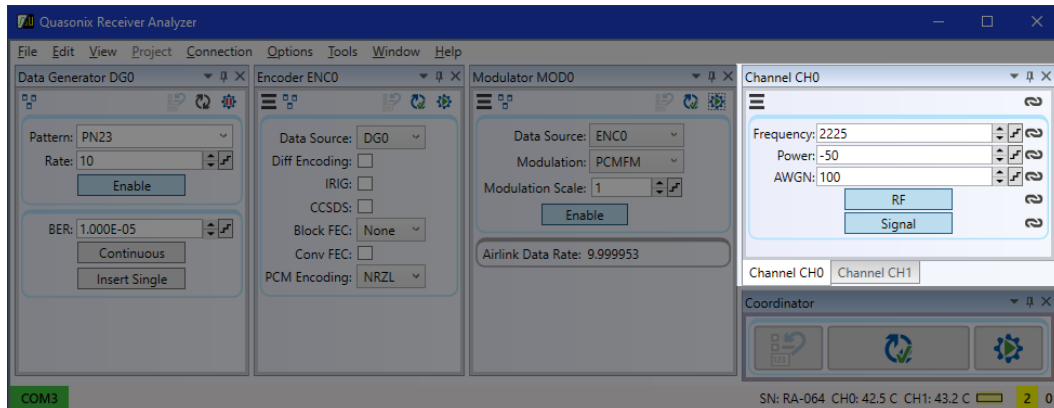 Quasonix Receiver Analyzer
File Edit View Project Connection Options Tools Window Help
Data Generator DG0
Pattern: PN23
Rate: 10
Enable
BER: 1.000E-05
Continuous
Insert Single
Encoder ENC0
Data Source: DG0
Diff Encoding:
IRIG:
CCSDS:
Block FEC: None
Conv FEC:
PCM Encoding: NRZL
Modulator MOD0
Data Source: ENC0
Modulation: PCMFM
Modulation Scale: 1
Enable
Airlink Data Rate: 9.999953
Channel CH0
Frequency: 2225
Power: -50
AWGN: 100
RF
Signal
Channel CH0 Channel CH1
Coordinator
123
COM3
SN: RA-064 CH0: 42.5 C CH1: 43.2 C 2 0